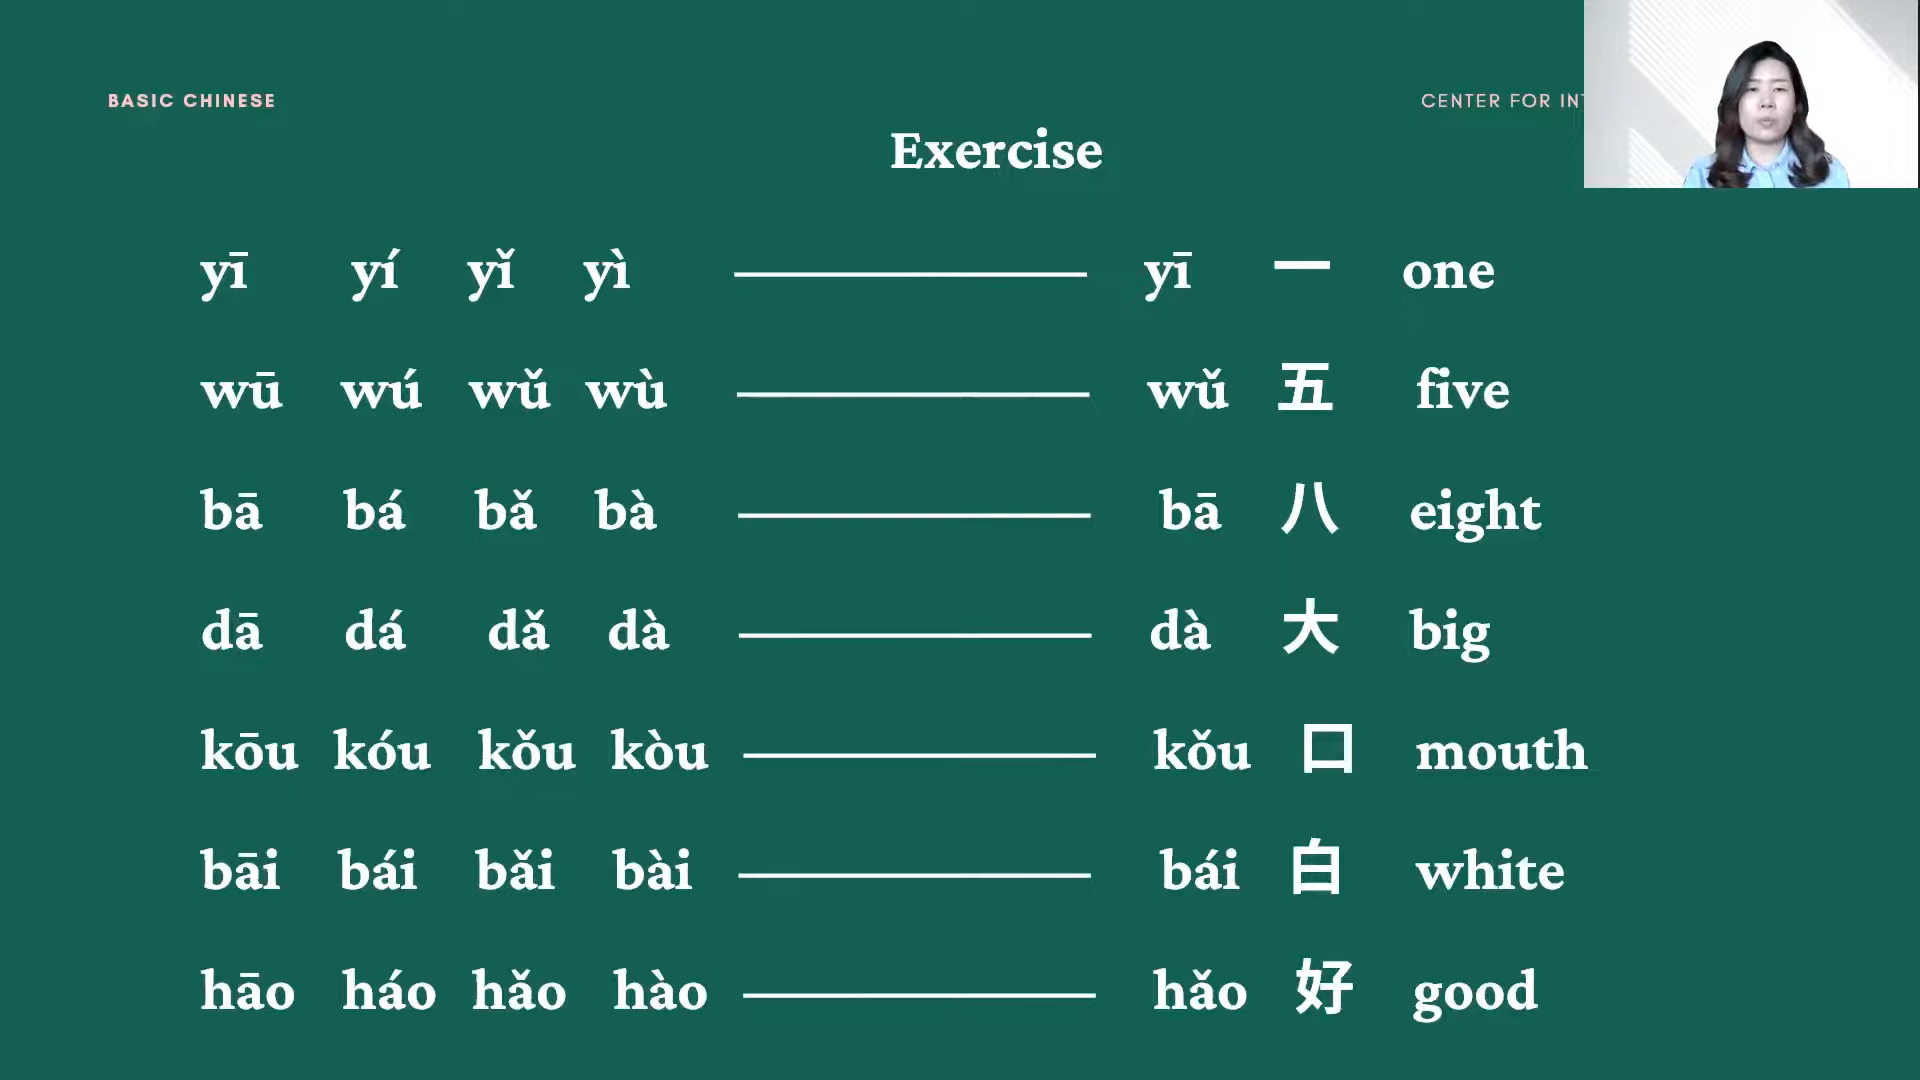 BASIC CHINESE
CENTER FOR
Exercise
yī yí yǐ yì yī 一 one
wū wú wǔ wù wǔ 五 five
bā bá bǎ bà bā 八 eight
dā dá dǎ dà dà 大 big
kōu kóu kǒu kòu kǒu 口 mouth
bāi bái bǎi bài bái 白 white
hāo háo hǎo hào hǎo 好 good